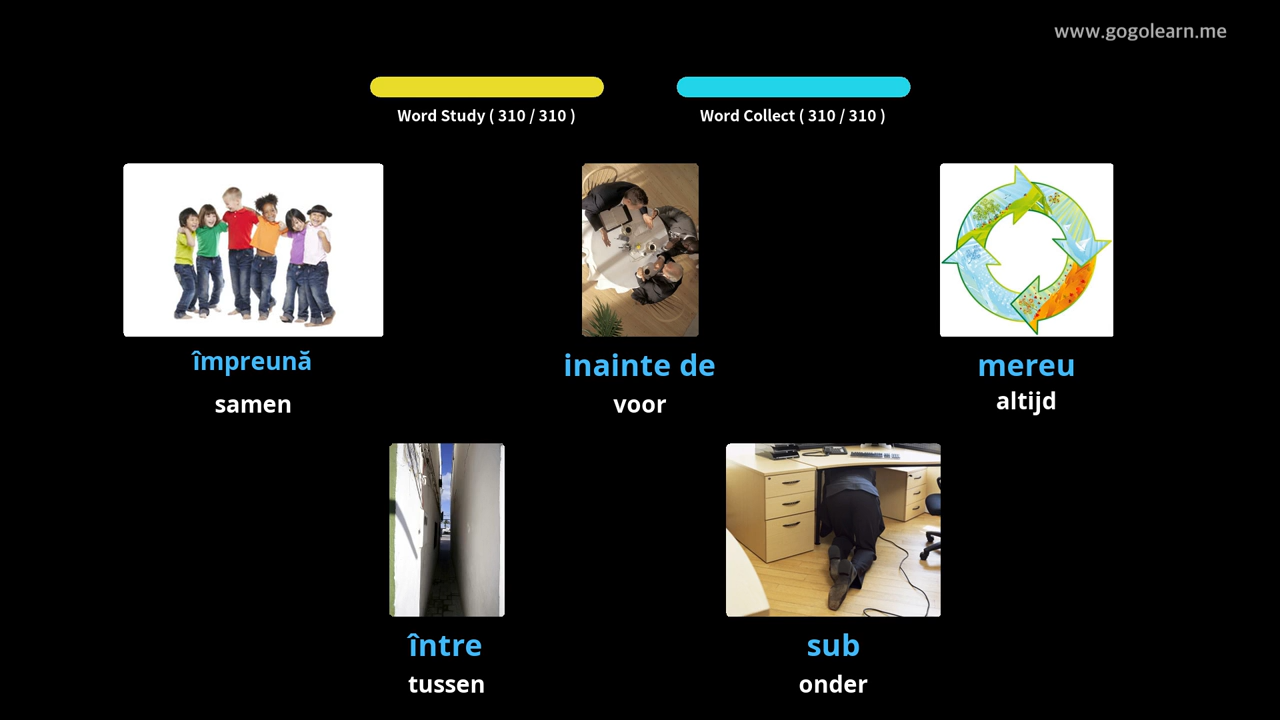 www.gogolearn.me
Word Study ( 310 / 310 )
Word Collect ( 310 / 310 )
împreună
samen
inainte de
voor
mereu
altijd
între
tussen
sub
onder